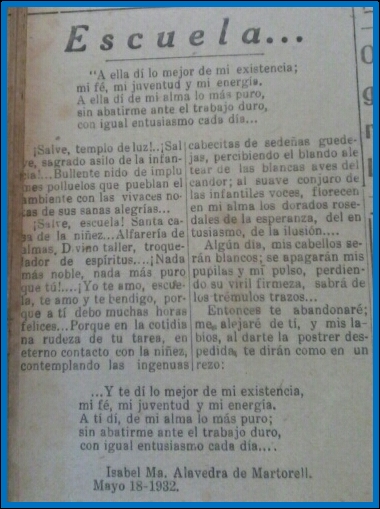 Escuela...
"A ella dí lo mejor de mi existencia;
mi fé, mi juventud y mi energía.
A ella dí de mi alma lo más puro,
sin abatirme ante el trabajo duro,
con igual entusiasmo cada día...
¡Salve, templo de luz!..¡Sal
ve, sagrado asilo de la infan
cia!...Bullente nido de implu
mes polluelos que pueblan el
ambiente con las vivaces no
tas de sus sanas alegrías...
¡Salve, escuela! Santa ca
sa de la niñez...Alfarería de
almas, Divino taller, troque
lador de espíritus....¡Nada
más noble, nada más puro
que tú!....¡Yo te amo, escue
la, te amo y te bendigo, por
que a tí debo muchas horas
felices...Porque en la cotidia
na rudeza de tu tarea, en
eterno contacto con la niñez,
contemplando las ingenuas
cabecitas de sedeñas guede-
jas, percibiendo el blando ale
tear de las blancas aves del
candor; al suave conjuro de
las infantiles voces, florecen
en mi alma los dorados rose-
dales de la esperanza, del en
tusiasmo, de la ilusión....
Algún día, mis cabellos se
rán blancos; se apagarán mis
pupilas y mi pulso, perdien-
do su viril firmeza, sabrá de
los trémulos trazos...
Entonces te abandonaré;
me alejaré de tí, y mis la-
bios, al darte la postrer des-
pedida, te dirán como en un
rezo:
...Y te dí lo mejor de mi existencia,
mi fé, mi juventud y mi energía.
A tí dí, de mi alma lo más puro;
sin abatirme ante el trabajo duro,
con igual entusiasmo cada día....
Isabel Ma. Alavedra de Martorell.
Mayo 18-1932.